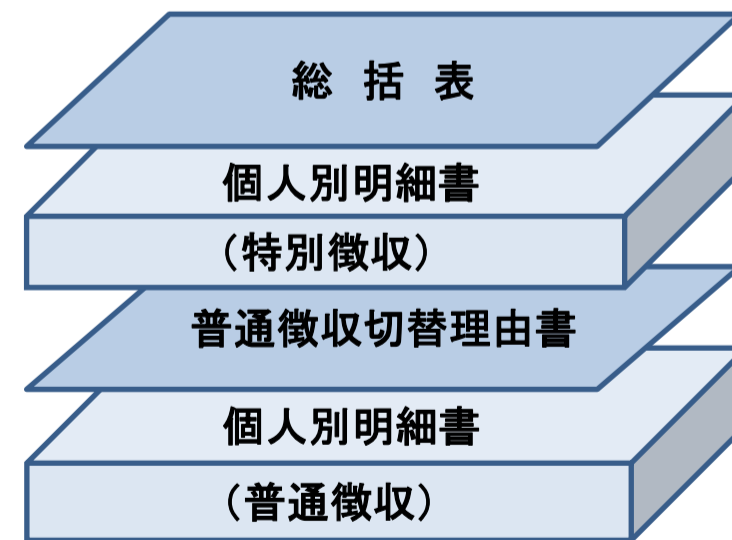 総 括 表
個人別明細書
（特別徴収）
普通徴収切替理由書
個人別明細書
（普通徴収）